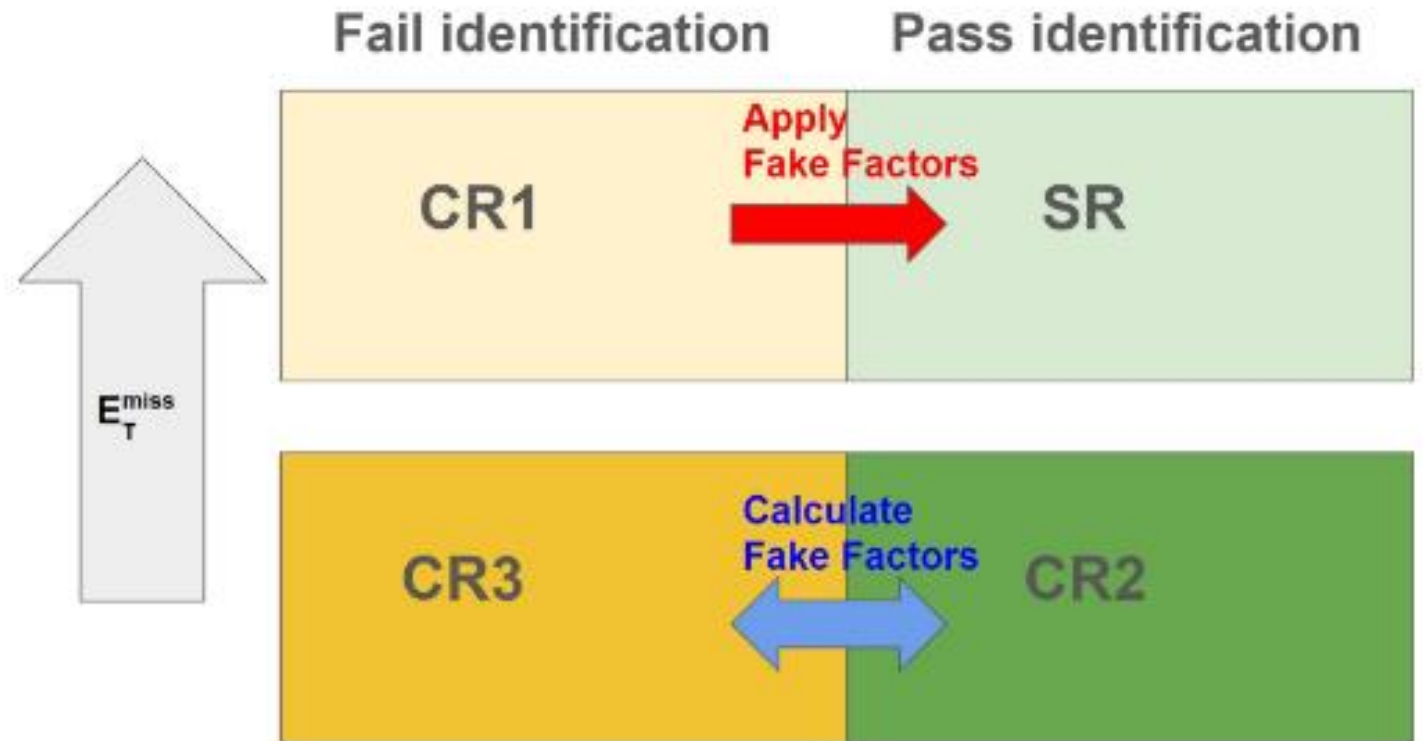 Fail identification Pass identification
Apply
Fake Factors
CR1 SR
E_T^miss
Calculate
Fake Factors
CR3 CR2